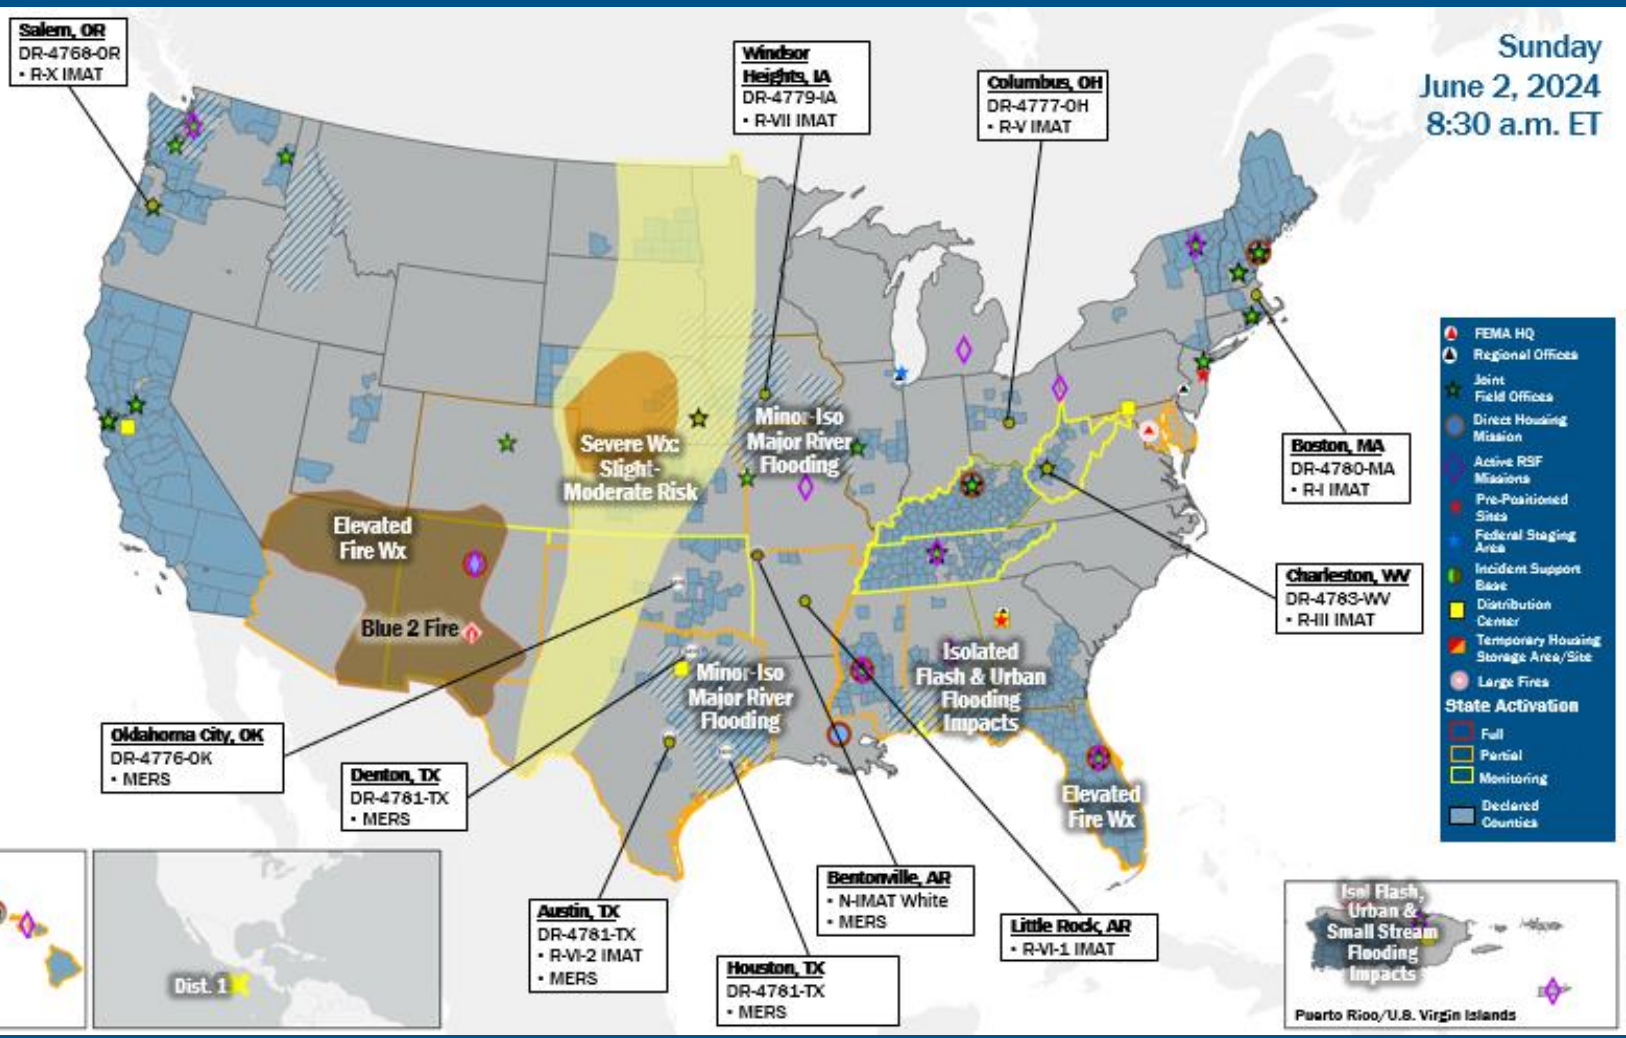 Sunday
June 2, 2024
8:30 a.m. ET
Salem, OR
DR-4768-OR
• R-X IMAT
Windsor
Heights, IA
DR-4779-IA
• R-VII IMAT
Columbus, OH
DR-4777-OH
• R-V IMAT
Severe Wx:
Slight-
Moderate Risk
Minor-Iso
Major River
Flooding
Elevated
Fire Wx
Blue 2 Fire
Minor-Iso
Major River
Flooding
Isolated
Flash & Urban
Flooding
Impacts
Elevated
Fire Wx
Boston, MA
DR-4780-MA
• R-I IMAT
Charleston, WV
DR-4783-WV
• R-III IMAT
Oklahoma City, OK
DR-4776-OK
• MERS
Denton, TX
DR-4781-TX
• MERS
Austin, TX
DR-4781-TX
• R-VI-2 IMAT
• MERS
Houston, TX
DR-4781-TX
• MERS
Bentonville, AR
• N-IMAT White
• MERS
Little Rock, AR
• R-VI-1 IMAT
FEMA HQ
Regional Offices
Joint
Field Offices
Direct Housing
Mission
Active RSF
Missions
Pre-Positioned
Sites
Federal Staging
Area
Incident Support
Base
Distribution
Center
Temporary Housing
Storage Area/Site
Large Fires
State Activation
Full
Partial
Monitoring
Declared
Counties
Dist. 1
Isol Flash,
Urban &
Small Stream
Flooding
Impacts
Puerto Rico/U.S. Virgin Islands